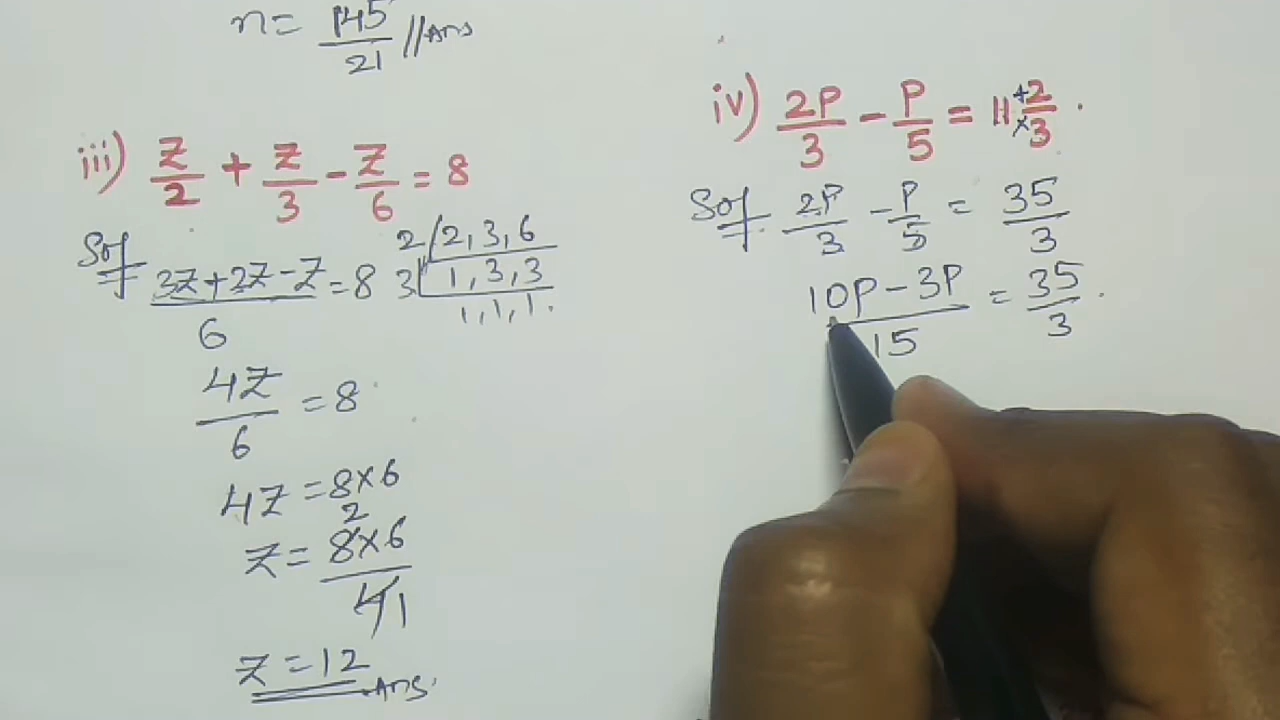 n = 145/21 // Ans
iii) z/2 + z/3 - z/6 = 8
Sol 3z+2z-z/6 = 8
2 2, 3, 6
3 1, 3, 3
1, 1, 1.
4z/6 = 8
4z = 8×6
z = 8×6/4 2 1
z = 12 Ans.
iv) 2P/3 - P/5 = 11 + 2/3 ×.
Sol 2P/3 - P/5 = 35/3
10P - 3P/15 = 35/3.